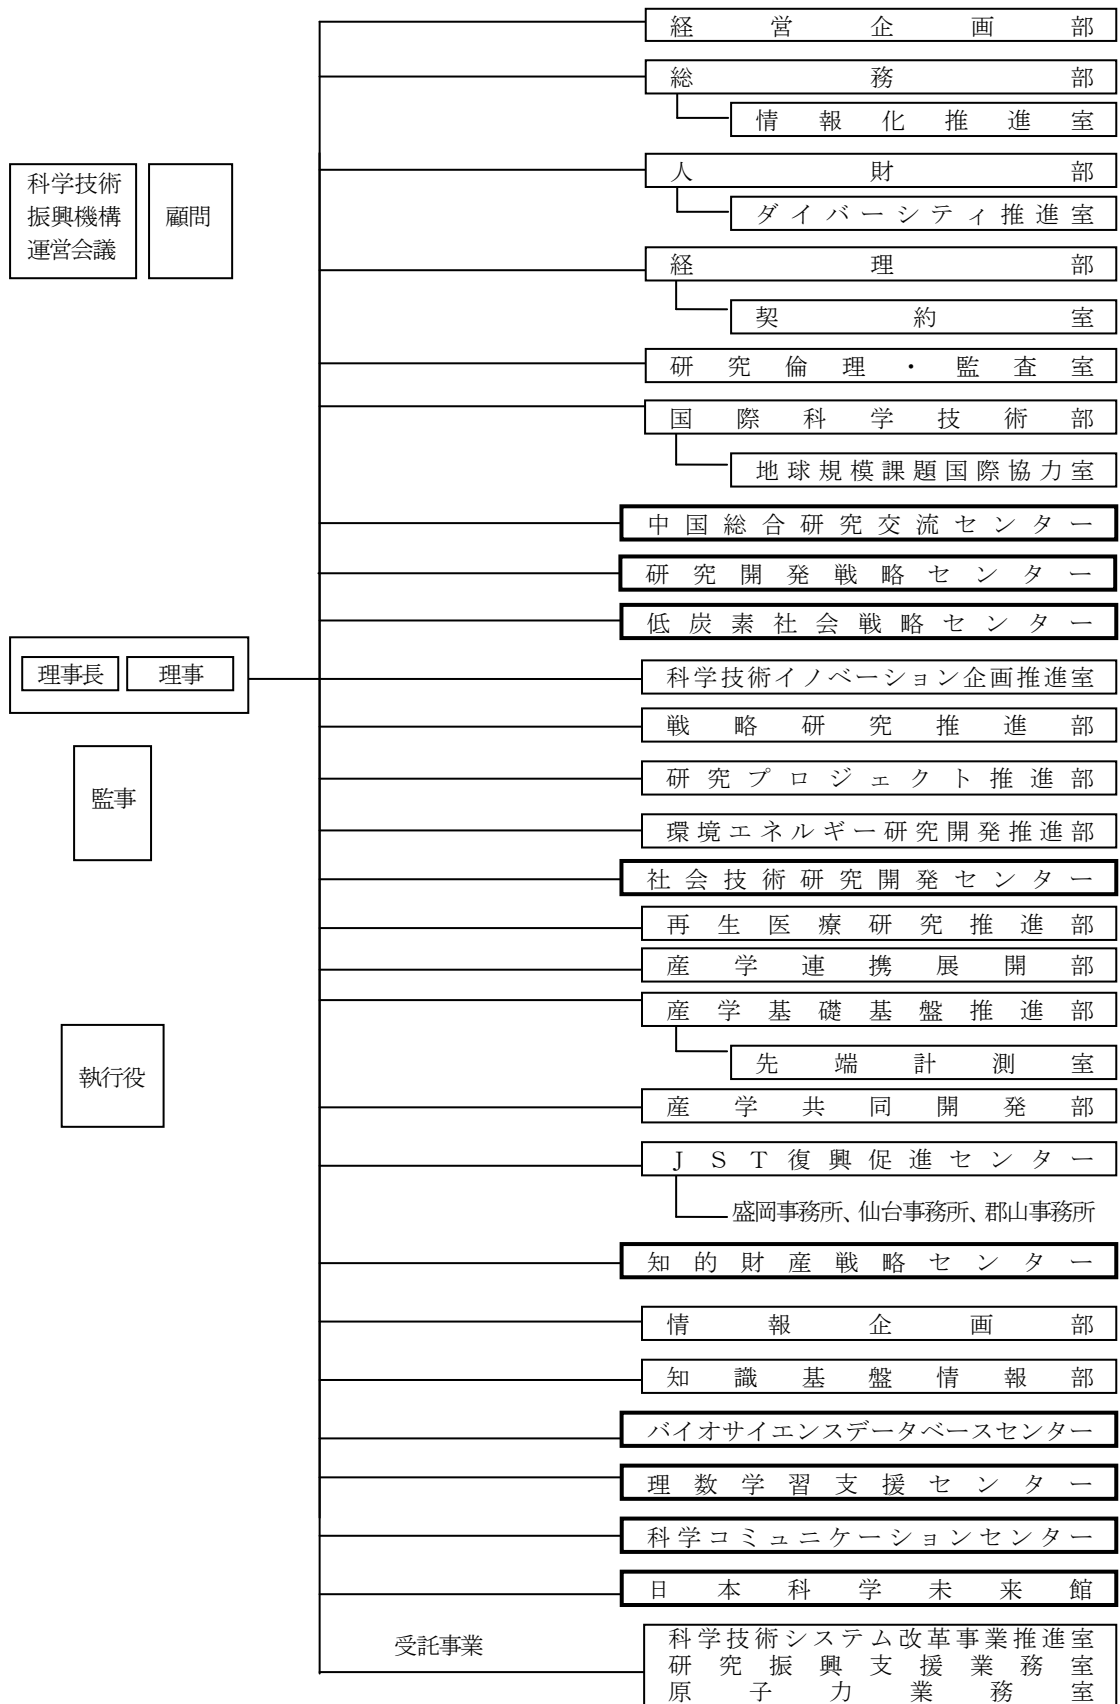 経営企画部
総務部
情報化推進室
科学技術
振興機構
運営会議
顧問
人財部
ダイバーシティ推進室
経理部
契約室
研究倫理・監査室
国際科学技術部
地球規模課題国際協力室
中国総合研究交流センター
研究開発戦略センター
低炭素社会戦略センター
理事長
理事
科学技術イノベーション企画推進室
戦略研究推進部
監事
研究プロジェクト推進部
環境エネルギー研究開発推進部
社会技術研究開発センター
再生医療研究推進部
産学連携展開部
産学基礎基盤推進部
執行役
先端計測室
産学共同開発部
JST復興促進センター
盛岡事務所、仙台事務所、郡山事務所
知的財産戦略センター
情報企画部
知識基盤情報部
バイオサイエンスデータベースセンター
理数学習支援センター
科学コミュニケーションセンター
日本科学未来館
受託事業
科学技術システム改革事業推進室
研究振興支援業務室
原子力業務室